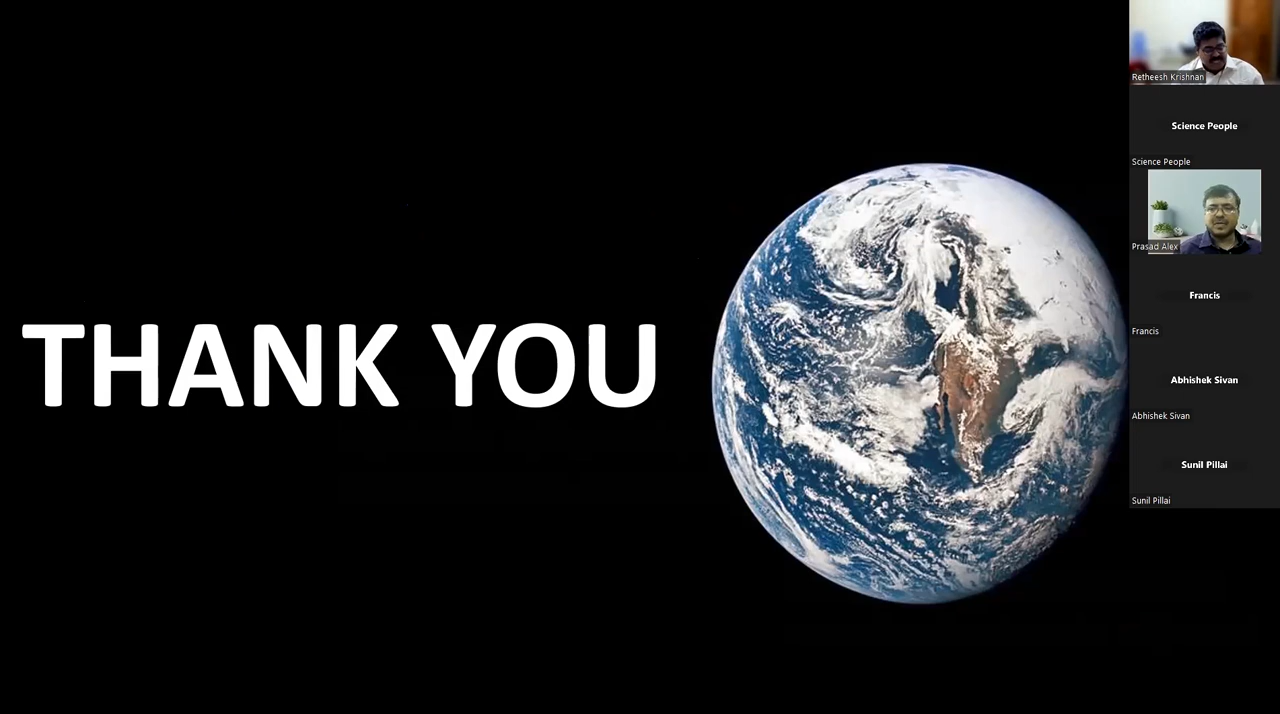 THANK YOU
Retheesh Krishnan
Science People
Science People
Prasad Alex
Francis
Francis
Abhishek Sivan
Abhishek Sivan
Sunil Pillai
Sunil Pillai